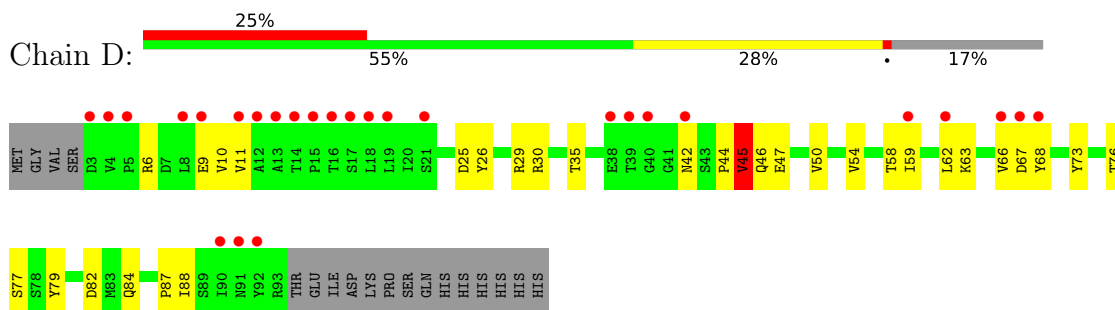 25%
Chain D:
55% 28% • 17%
MET GLY VAL SER D3 V4 P5 R6 D7 L8 E9 V10 V11 A12 A13 T14 P15 T16 S17 L18 L19 I20 S21 D25 Y26 R29 R30 T35 E38 T39 G40 G41 N42 S43 P44 V45 Q46 E47 V50 V54 T58 I59 L62 K63 V66 D67 Y68 Y73 T76
S77 S78 Y79 D82 M83 Q84 P87 I88 S89 I90 N91 Y92 R93 THR GLU ILE ASP LYS PRO SER GLN HIS HIS HIS HIS HIS HIS